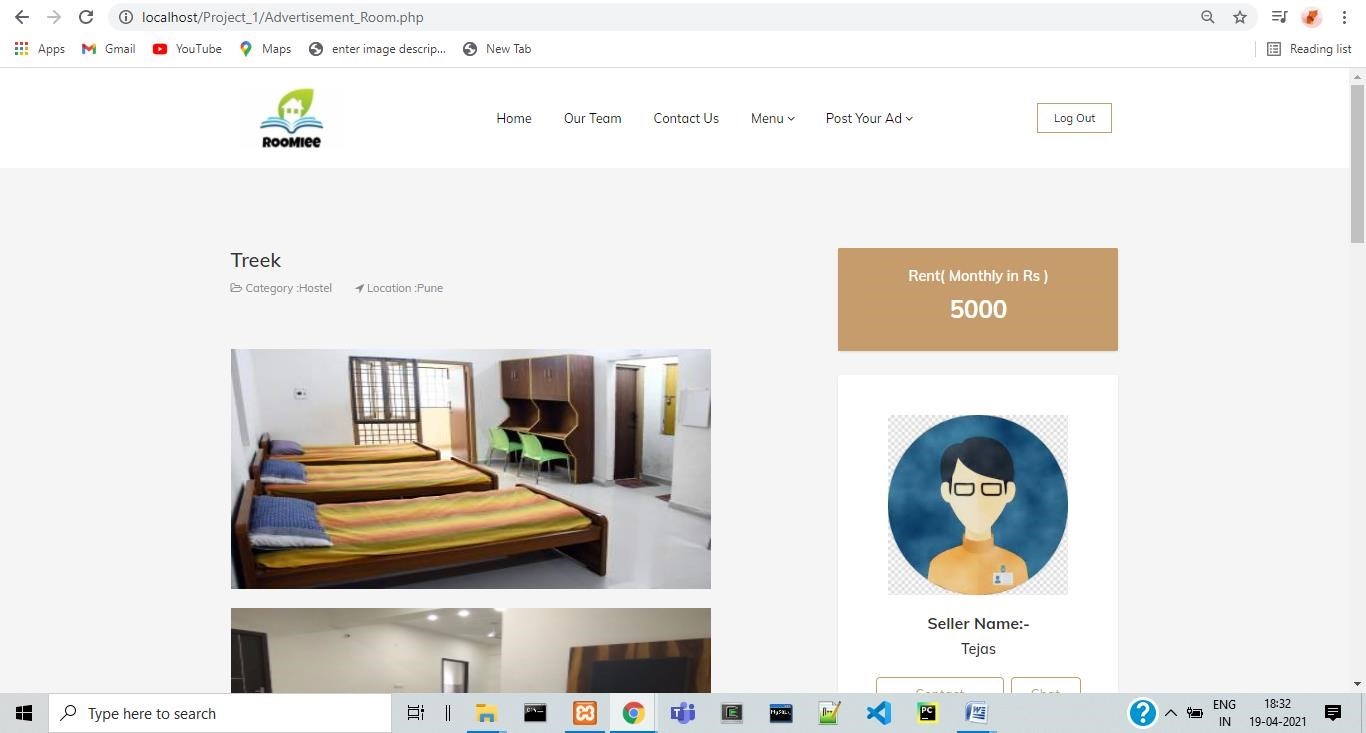 localhost/Project_1/Advertisement_Room.php
Apps Gmail YouTube Maps enter image descrip... New Tab Reading list
ROOMIEE
Home Our Team Contact Us Menu Post Your Ad Log Out
Treek
Category :Hostel Location :Pune
Rent( Monthly in Rs )
5000
Seller Name:-
Tejas
Contact Chat
Type here to search
ENG
IN
18:32
19-04-2021